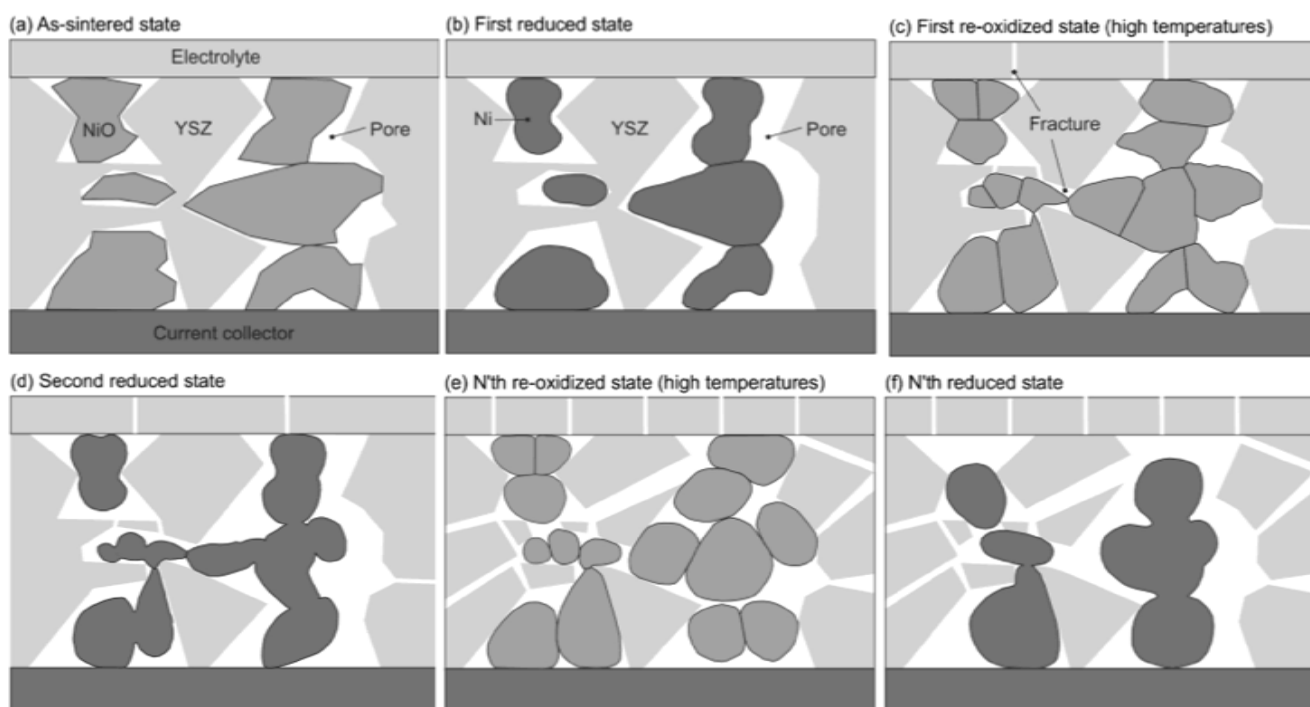 (a) As-sintered state
(b) First reduced state
(c) First re-oxidized state (high temperatures)
Electrolyte
NiO
YSZ
Pore
Ni
YSZ
Pore
Fracture
Current collector
(d) Second reduced state
(e) N'th re-oxidized state (high temperatures)
(f) N'th reduced state